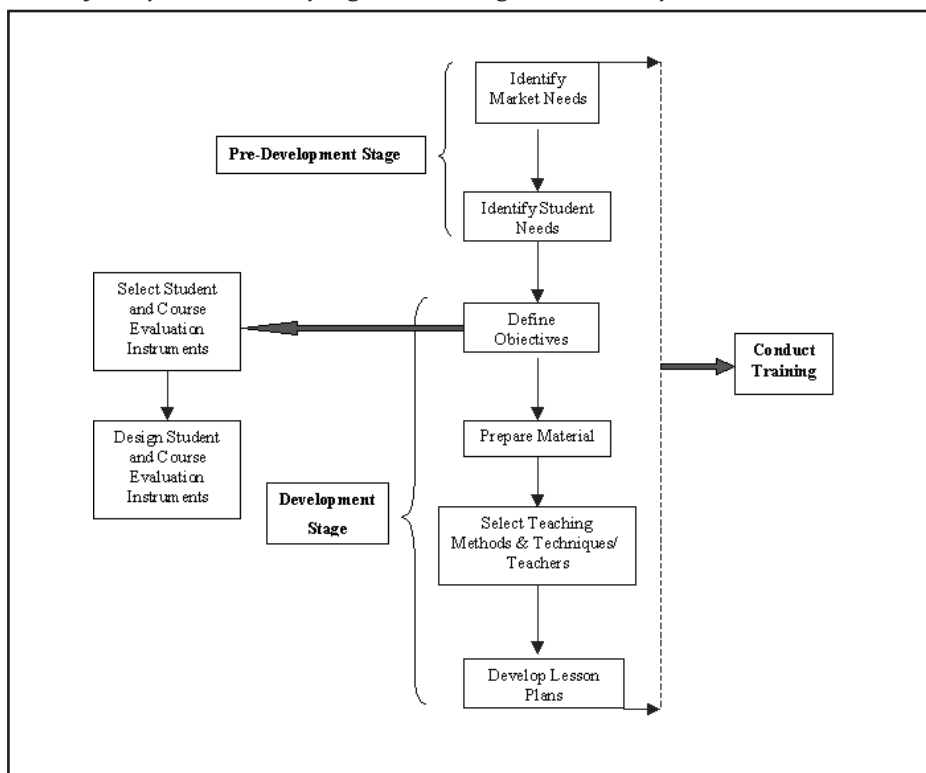 Identify
Market Needs
Pre-Development Stage
Identify Student
Needs
Select Student
and Course
Evaluation
Instruments
Define
Objectives
Conduct
Training
Prepare Material
Design Student
and Course
Evaluation
Instruments
Development
Stage
Select Teaching
Methods & Techniques/
Teachers
Develop Lesson
Plans